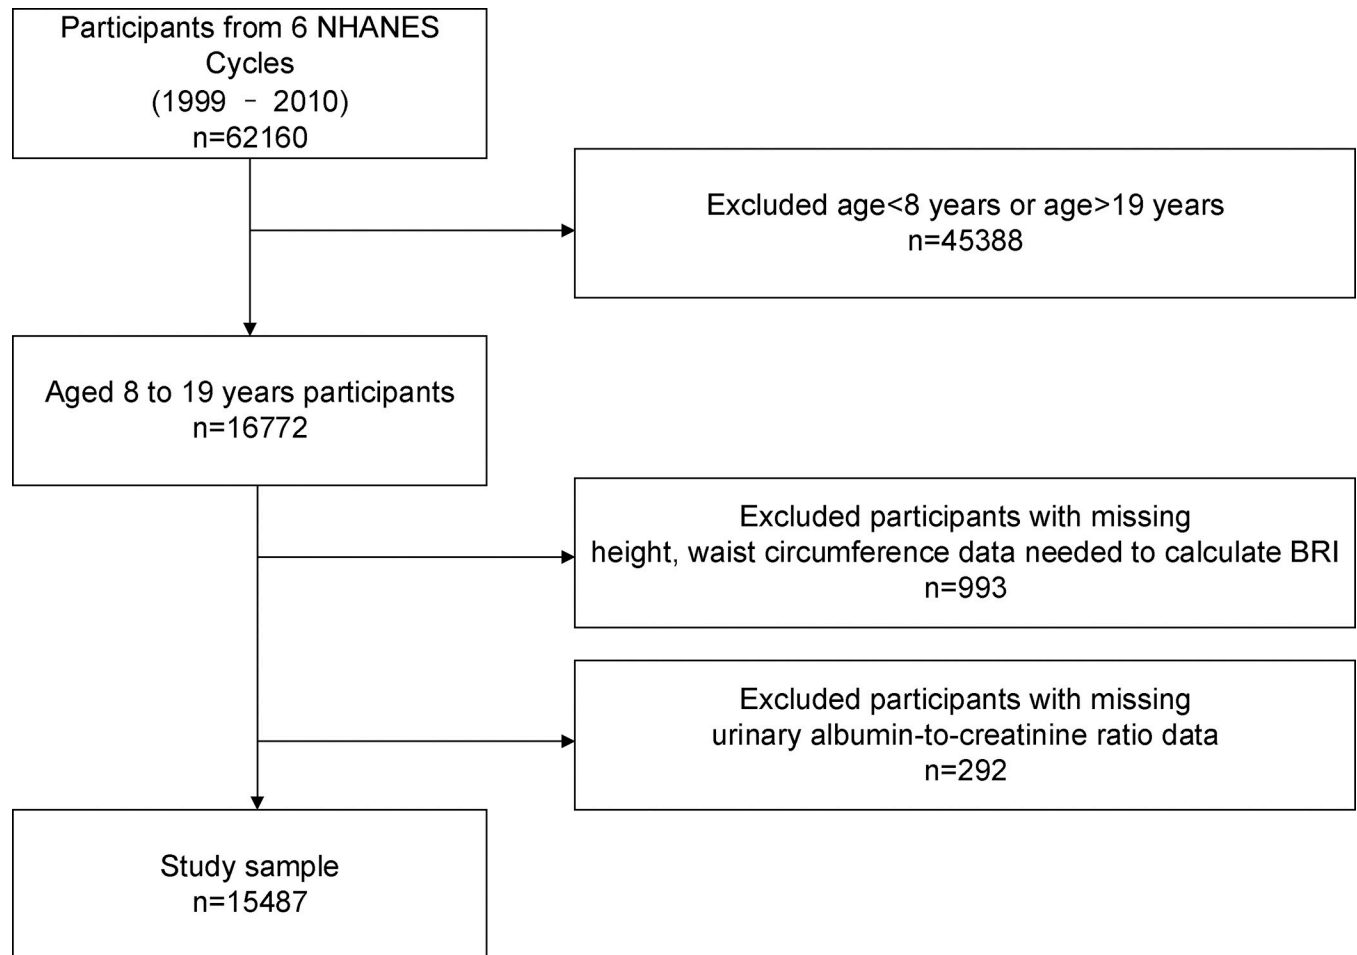 Participants from 6 NHANES
Cycles
(1999 – 2010)
n=62160
Excluded age<8 years or age>19 years
n=45388
Aged 8 to 19 years participants
n=16772
Excluded participants with missing
height, waist circumference data needed to calculate BRI
n=993
Excluded participants with missing
urinary albumin-to-creatinine ratio data
n=292
Study sample
n=15487